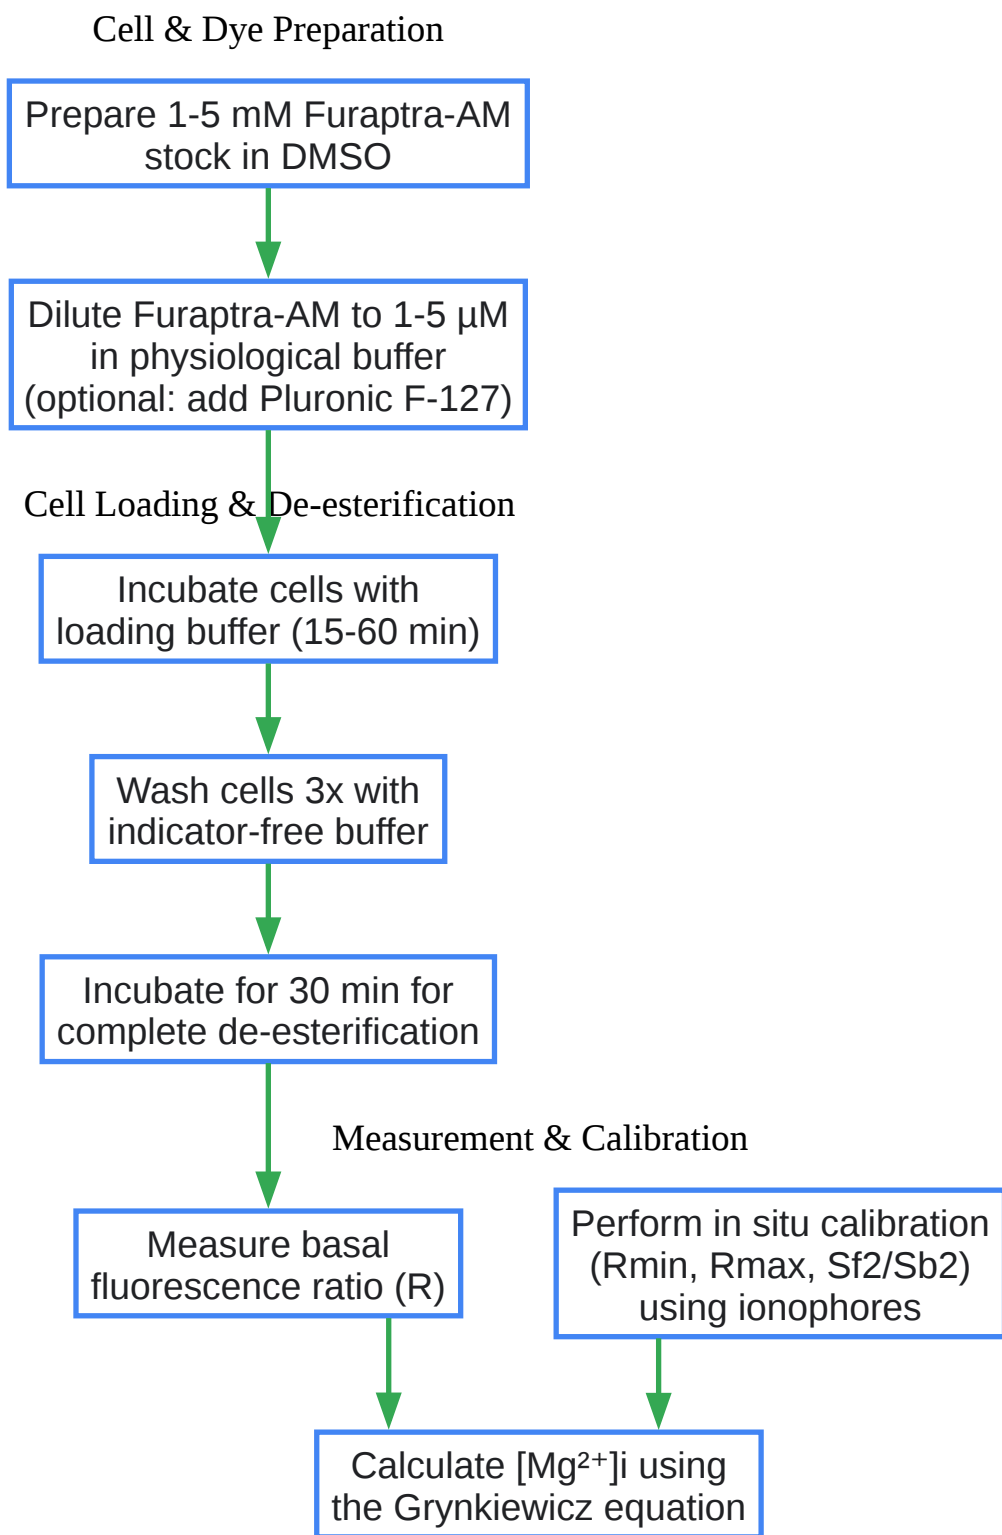 Cell & Dye Preparation
Prepare 1-5 mM Furaptra-AM
stock in DMSO
Dilute Furaptra-AM to 1-5 µM
in physiological buffer
(optional: add Pluronic F-127)
Cell Loading & De-esterification
Incubate cells with
loading buffer (15-60 min)
Wash cells 3x with
indicator-free buffer
Incubate for 30 min for
complete de-esterification
Measurement & Calibration
Measure basal
fluorescence ratio (R)
Perform in situ calibration
(Rmin, Rmax, Sf2/Sb2)
using ionophores
Calculate [Mg²⁺]i using
the Grynkiewicz equation